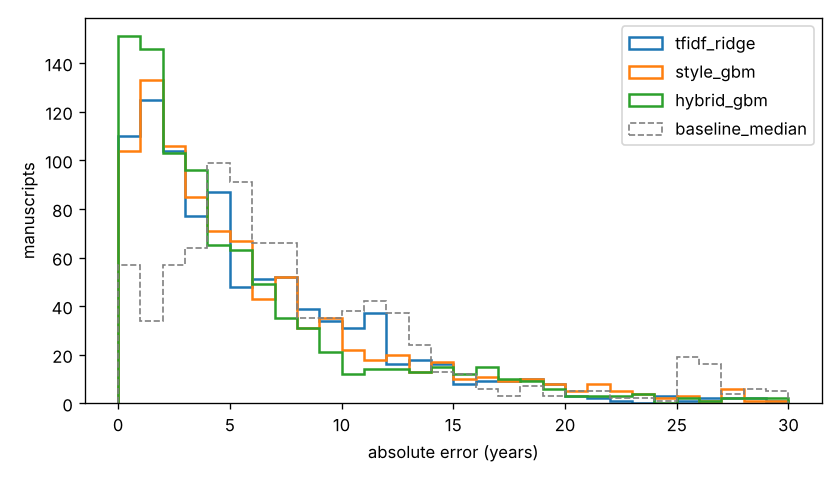 tfidf_ridge
style_gbm
hybrid_gbm
baseline_median
manuscripts
140
120
100
80
60
40
20
0
0 5 10 15 20 25 30
absolute error (years)